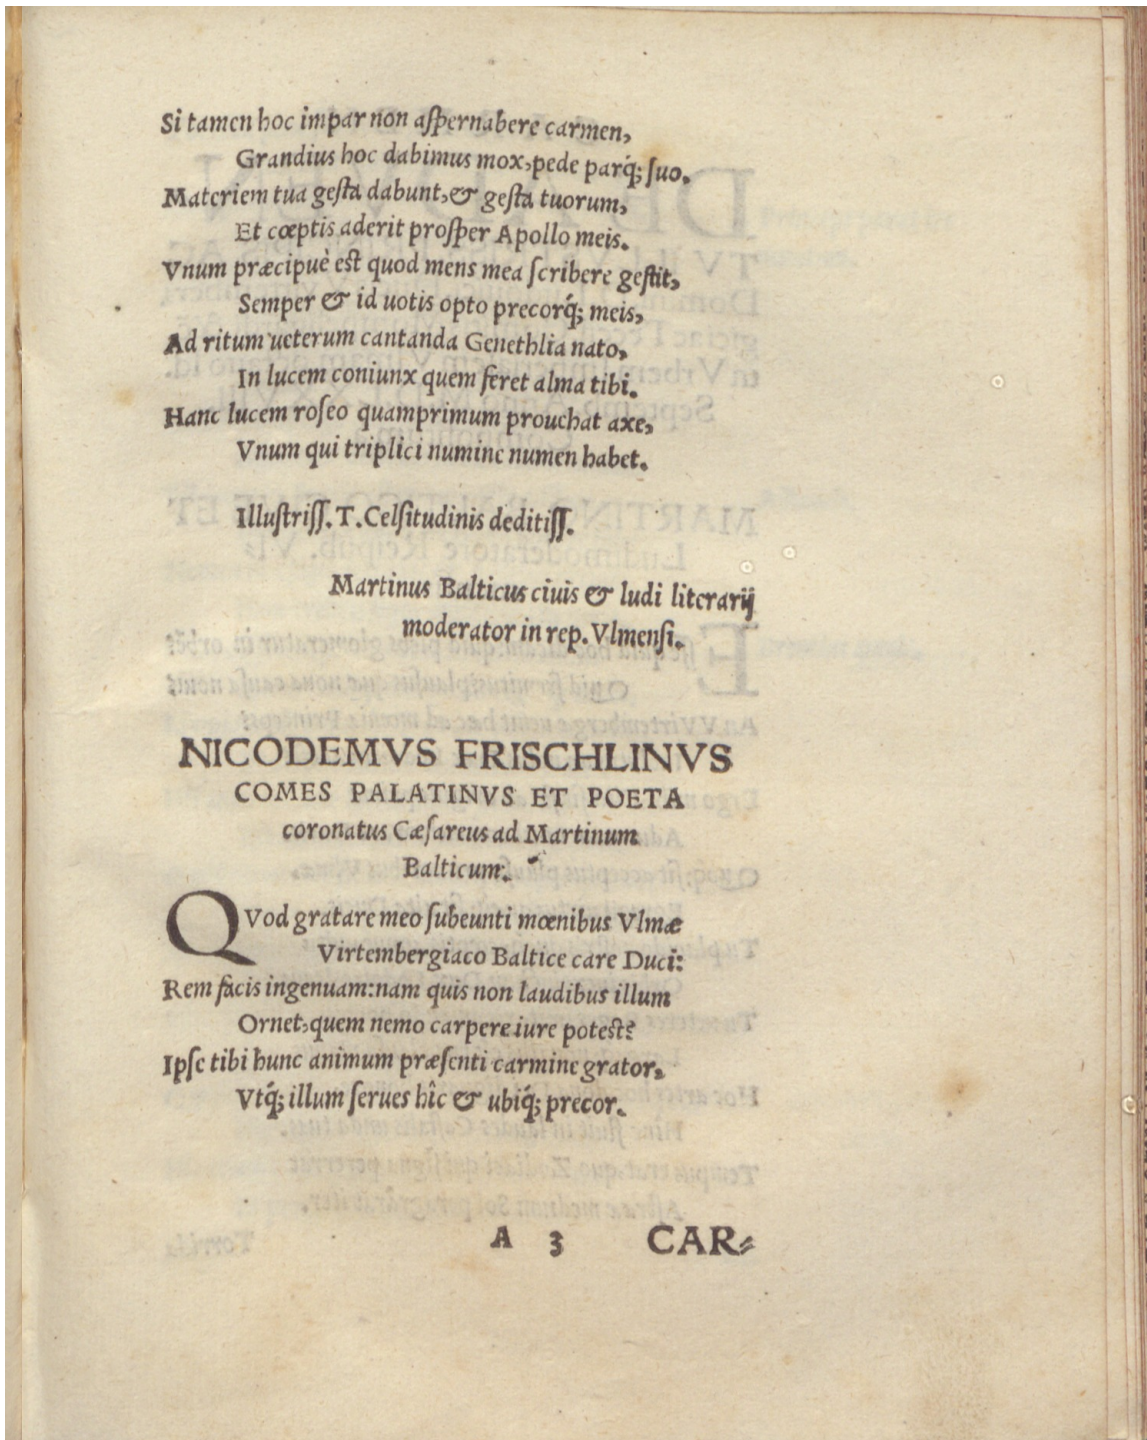 Si tamen hoc impar non aſpernabere carmen,
Grandius hoc dabimus mox, pede parq́; ſuo.
Materiem tua geſta dabunt, & geſta tuorum,
Et cœptis aderit proſper Apollo meis.
Vnum præcipuè eſt quod mens mea ſcribere geſtit,
Semper & id uotis opto precorq́; meis,
Ad ritum ueterum cantanda Genethlia nato,
In lucem coniunx quem feret alma tibi.
Hanc lucem roſeo quamprimum prouehat axe,
Vnum qui triplici numine numen habet.
Illuſtriſſ. T. Celſitudinis deditiſſ.
Martinus Balticus ciuis & ludi literarij
moderator in rep. Vlmenſi.
NICODEMVS FRISCHLINVS
COMES PALATINVS ET POETA
coronatus Cæſareus ad Martinum
Balticum.
QVod gratare meo ſubeunti mœnibus Vlmæ
Virtembergiaco Baltice care Duci:
Rem facis ingenuam: nam quis non laudibus illum
Ornet, quem nemo carpere iure poteſt?
Ipſe tibi hunc animum præſenti carmine grator,
Vtq́; illum ſerues hîc & ubiq́; precor.
A 3 CAR⸗